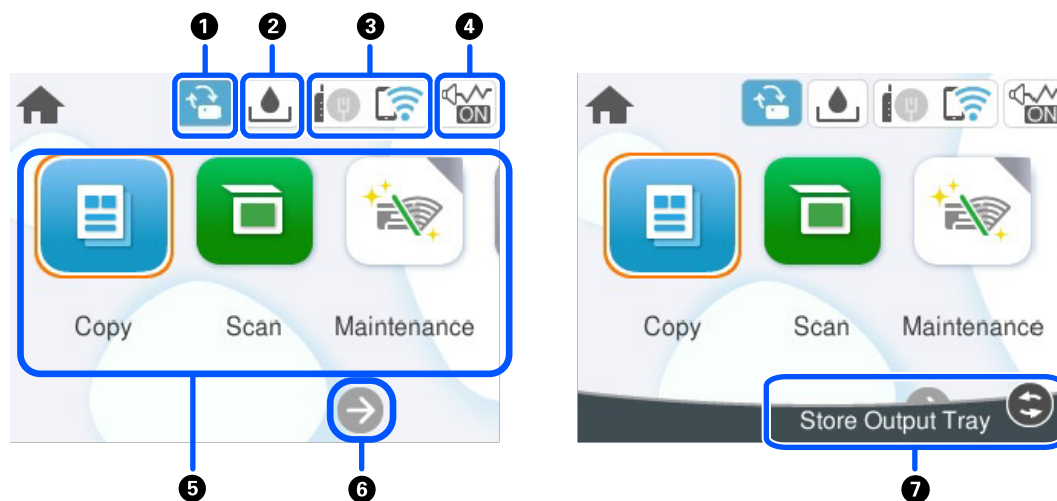 1 2 3 4
ON ON
Copy Scan Maintenance
Copy Scan Maintenance
Store Output Tray
5 6 7